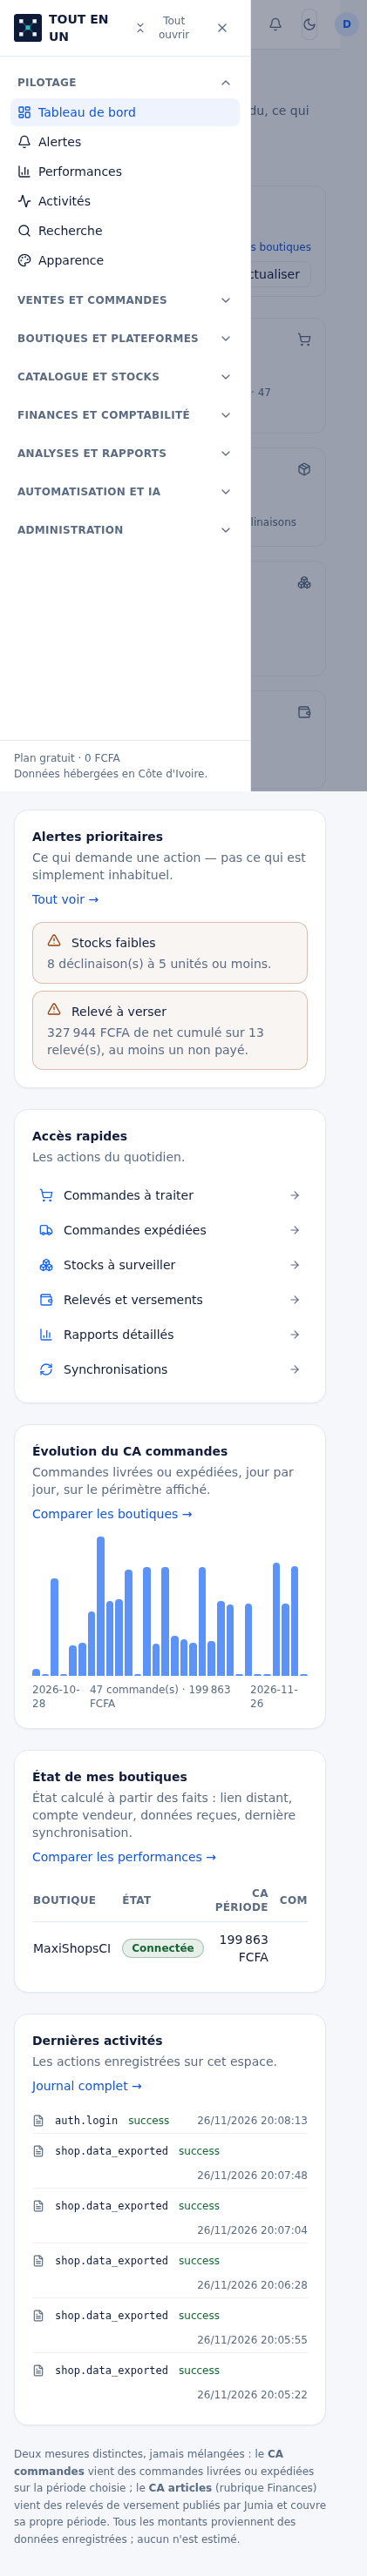 TOUT EN
UN
Tout
ouvrir
D
PILOTAGE
Tableau de bord
Alertes
Performances
Activités
Recherche
Apparence
VENTES ET COMMANDES
BOUTIQUES ET PLATEFORMES
CATALOGUE ET STOCKS
FINANCES ET COMPTABILITÉ
ANALYSES ET RAPPORTS
AUTOMATISATION ET IA
ADMINISTRATION
Plan gratuit · 0 FCFA
Données hébergées en Côte d'Ivoire.
du, ce qui
s boutiques
ctualiser
· 47
linaisons
Alertes prioritaires
Ce qui demande une action — pas ce qui est
simplement inhabituel.
Tout voir →
Stocks faibles
8 déclinaison(s) à 5 unités ou moins.
Relevé à verser
327 944 FCFA de net cumulé sur 13
relevé(s), au moins un non payé.
Accès rapides
Les actions du quotidien.
Commandes à traiter
Commandes expédiées
Stocks à surveiller
Relevés et versements
Rapports détaillés
Synchronisations
Évolution du CA commandes
Commandes livrées ou expédiées, jour par
jour, sur le périmètre affiché.
Comparer les boutiques →
2026-10-
28
47 commande(s) · 199 863
FCFA
2026-11-
26
État de mes boutiques
État calculé à partir des faits : lien distant,
compte vendeur, données reçues, dernière
synchronisation.
Comparer les performances →
BOUTIQUE ÉTAT CA PÉRIODE COM
MaxiShopsCI Connectée 199 863 FCFA
Dernières activités
Les actions enregistrées sur cet espace.
Journal complet →
auth.login success 26/11/2026 20:08:13
shop.data_exported success
26/11/2026 20:07:48
shop.data_exported success
26/11/2026 20:07:04
shop.data_exported success
26/11/2026 20:06:28
shop.data_exported success
26/11/2026 20:05:55
shop.data_exported success
26/11/2026 20:05:22
Deux mesures distinctes, jamais mélangées : le CA
commandes vient des commandes livrées ou expédiées
sur la période choisie ; le CA articles (rubrique Finances)
vient des relevés de versement publiés par Jumia et couvre
sa propre période. Tous les montants proviennent des
données enregistrées ; aucun n'est estimé.